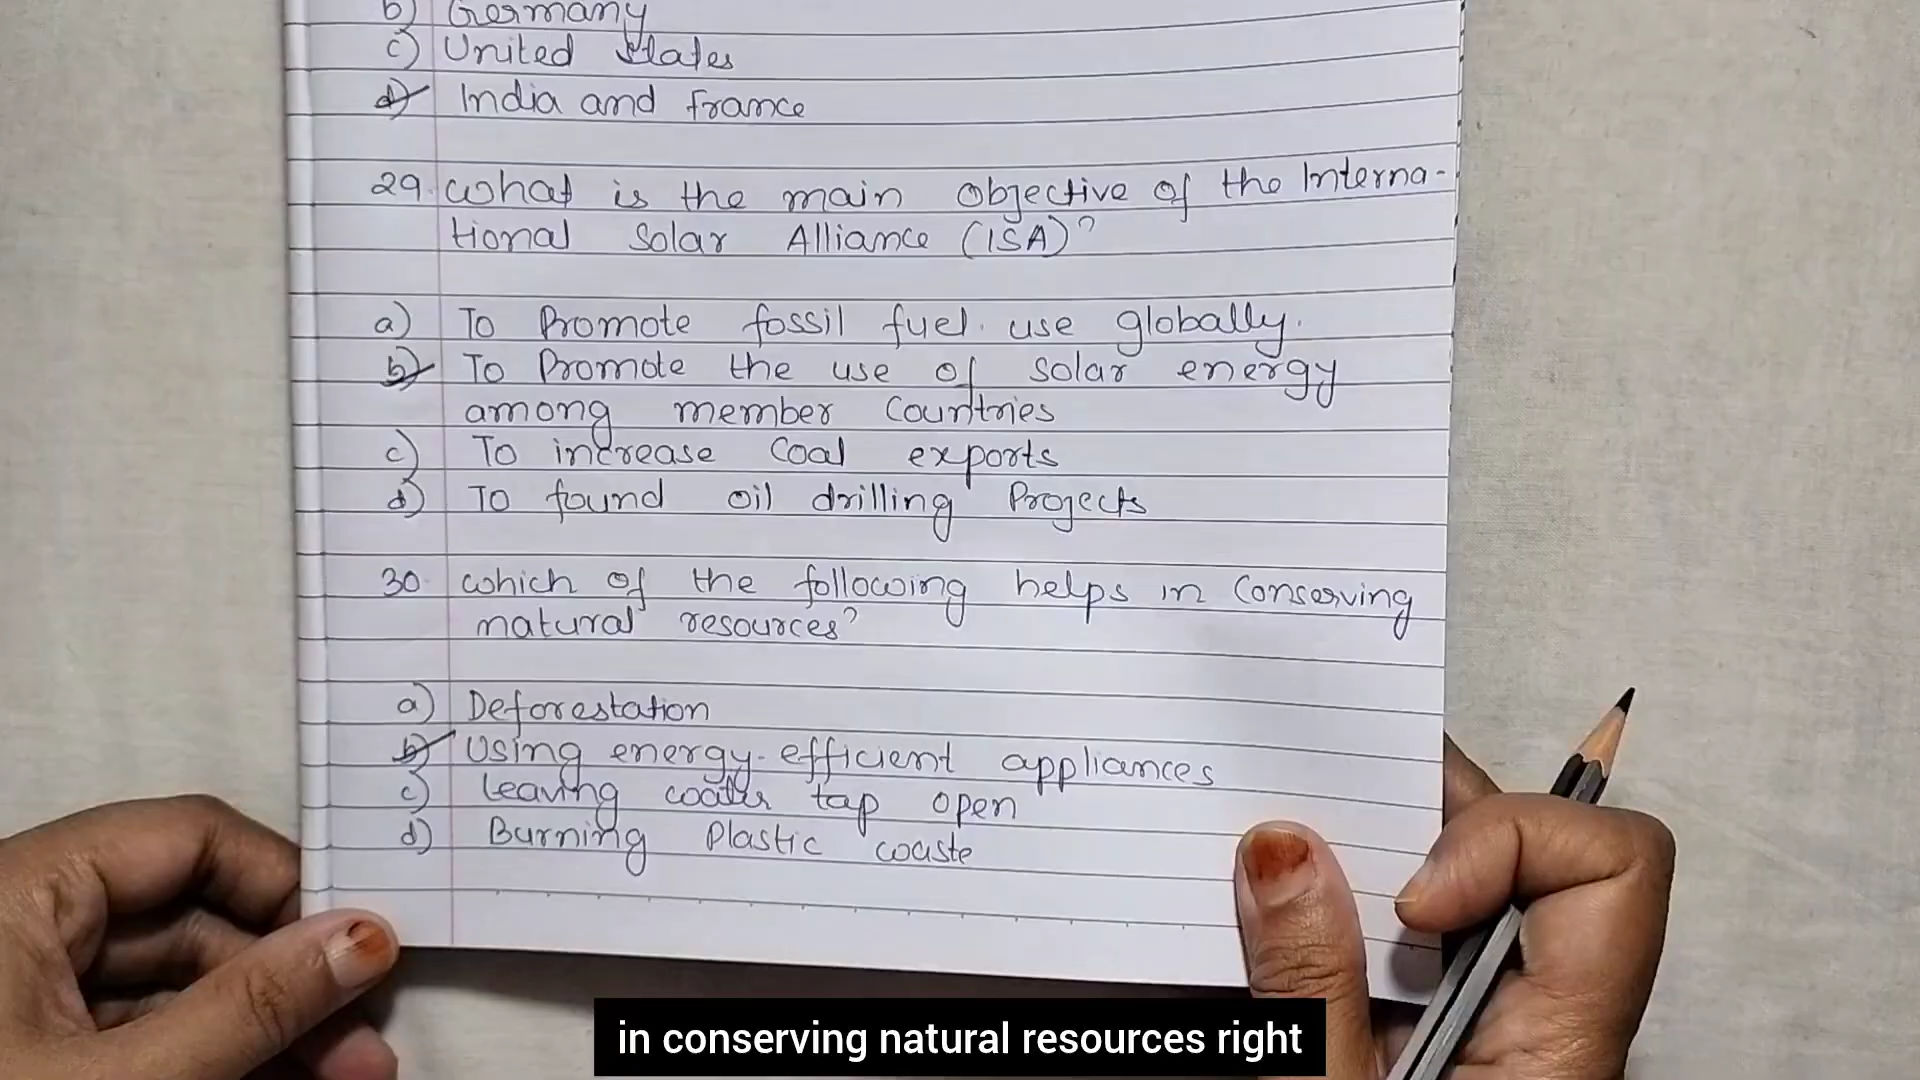 b) Germany
c) United States
d) India and france
29. What is the main objective of the Interna-
tional Solar Alliance (ISA)?
a) To Promote fossil fuel use globally.
b) To Promote the use of solar energy
among member Countries
c) To increase Coal exports
d) To found oil drilling Projects
30. which of the following helps in Conserving
natural resources?
a) Deforestation
b) Using energy-efficient appliances
c) Leaving water tap open
d) Burning Plastic waste
in conserving natural resources right